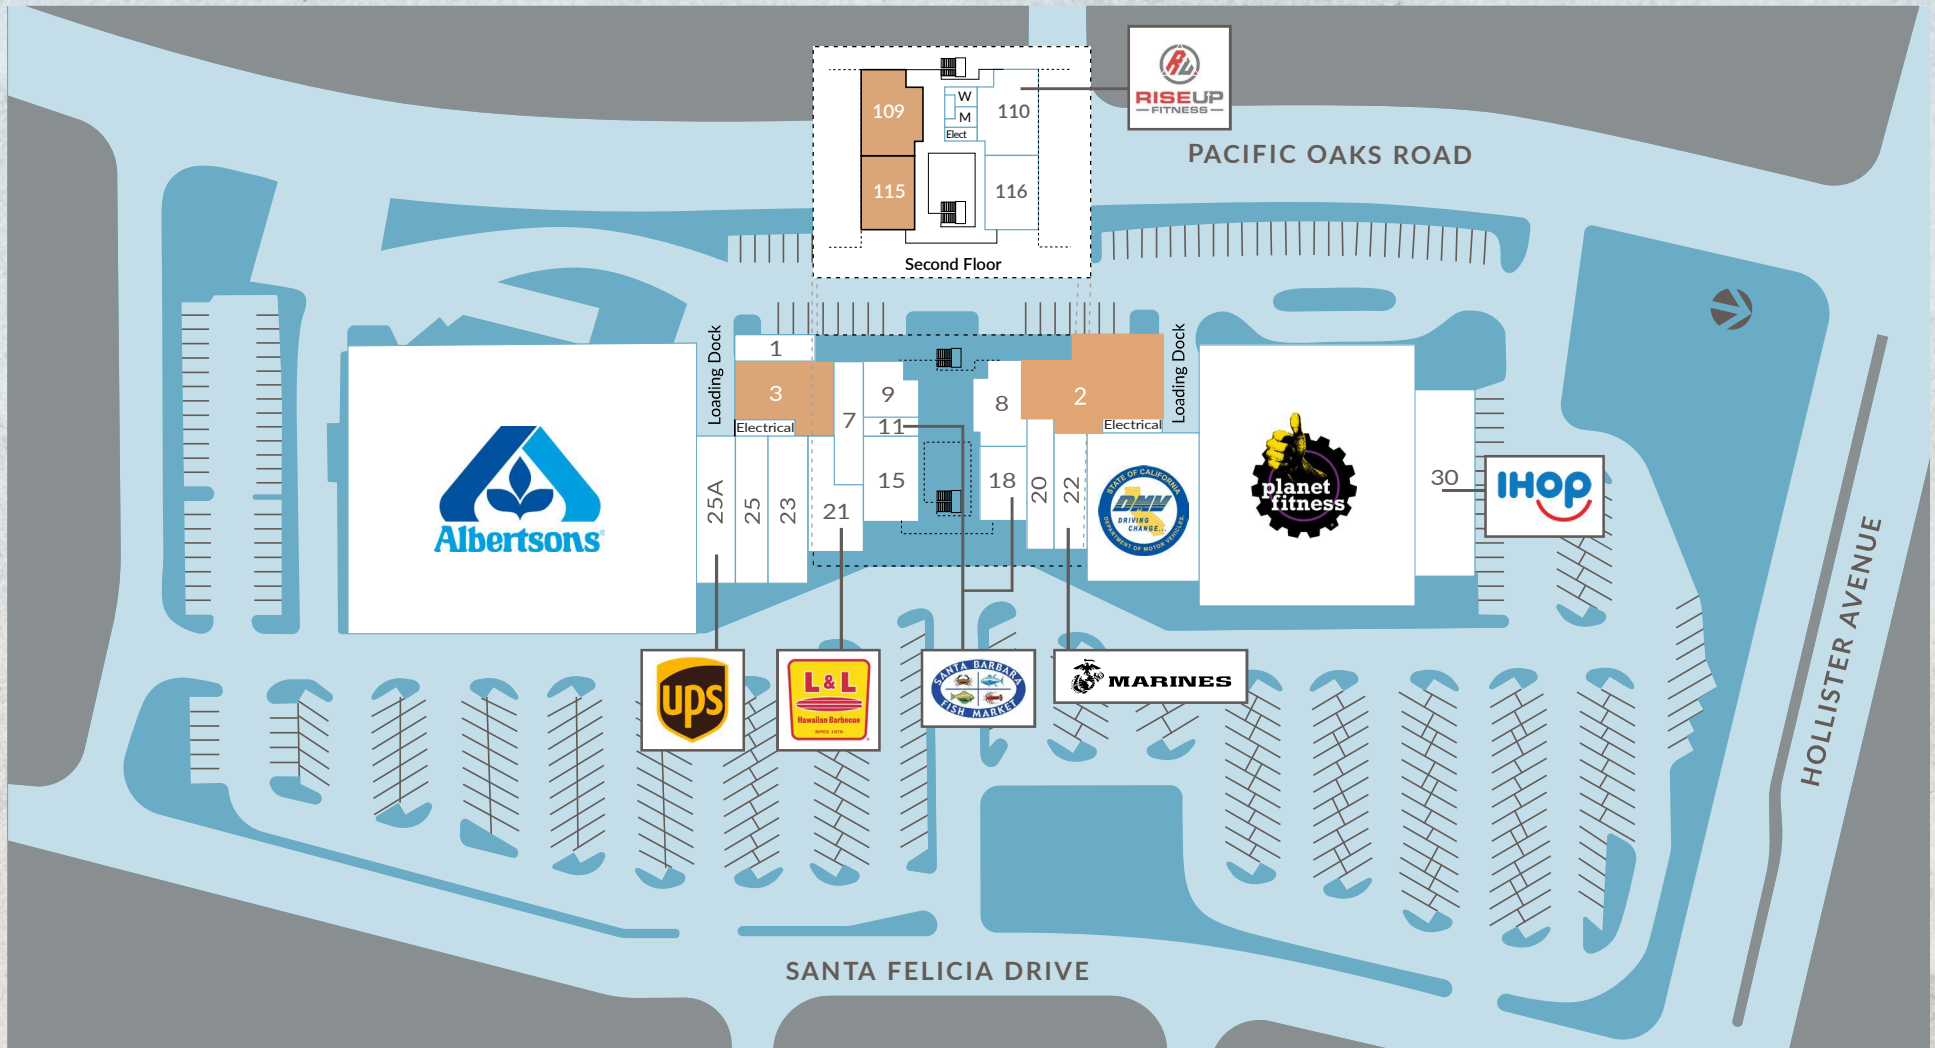 RU
RISEUP
FITNESS
109
W
M
Elect
110
115
116
Second Floor
PACIFIC OAKS ROAD
Loading Dock
1
3
Electrical
7
9
11
15
8
2
Electrical
Loading Dock
18
20
22
25A
25
23
21
30
Albertsons
STATE OF CALIFORNIA
DMV
DRIVING
CHANGE...
DEPARTMENT OF MOTOR VEHICLES
planet
fitness
IHOP
ups
L & L
Hawaiian Barbecue
SINCE 1976
SANTA BARBARA
FISH MARKET
MARINES
HOLLISTER AVENUE
SANTA FELICIA DRIVE